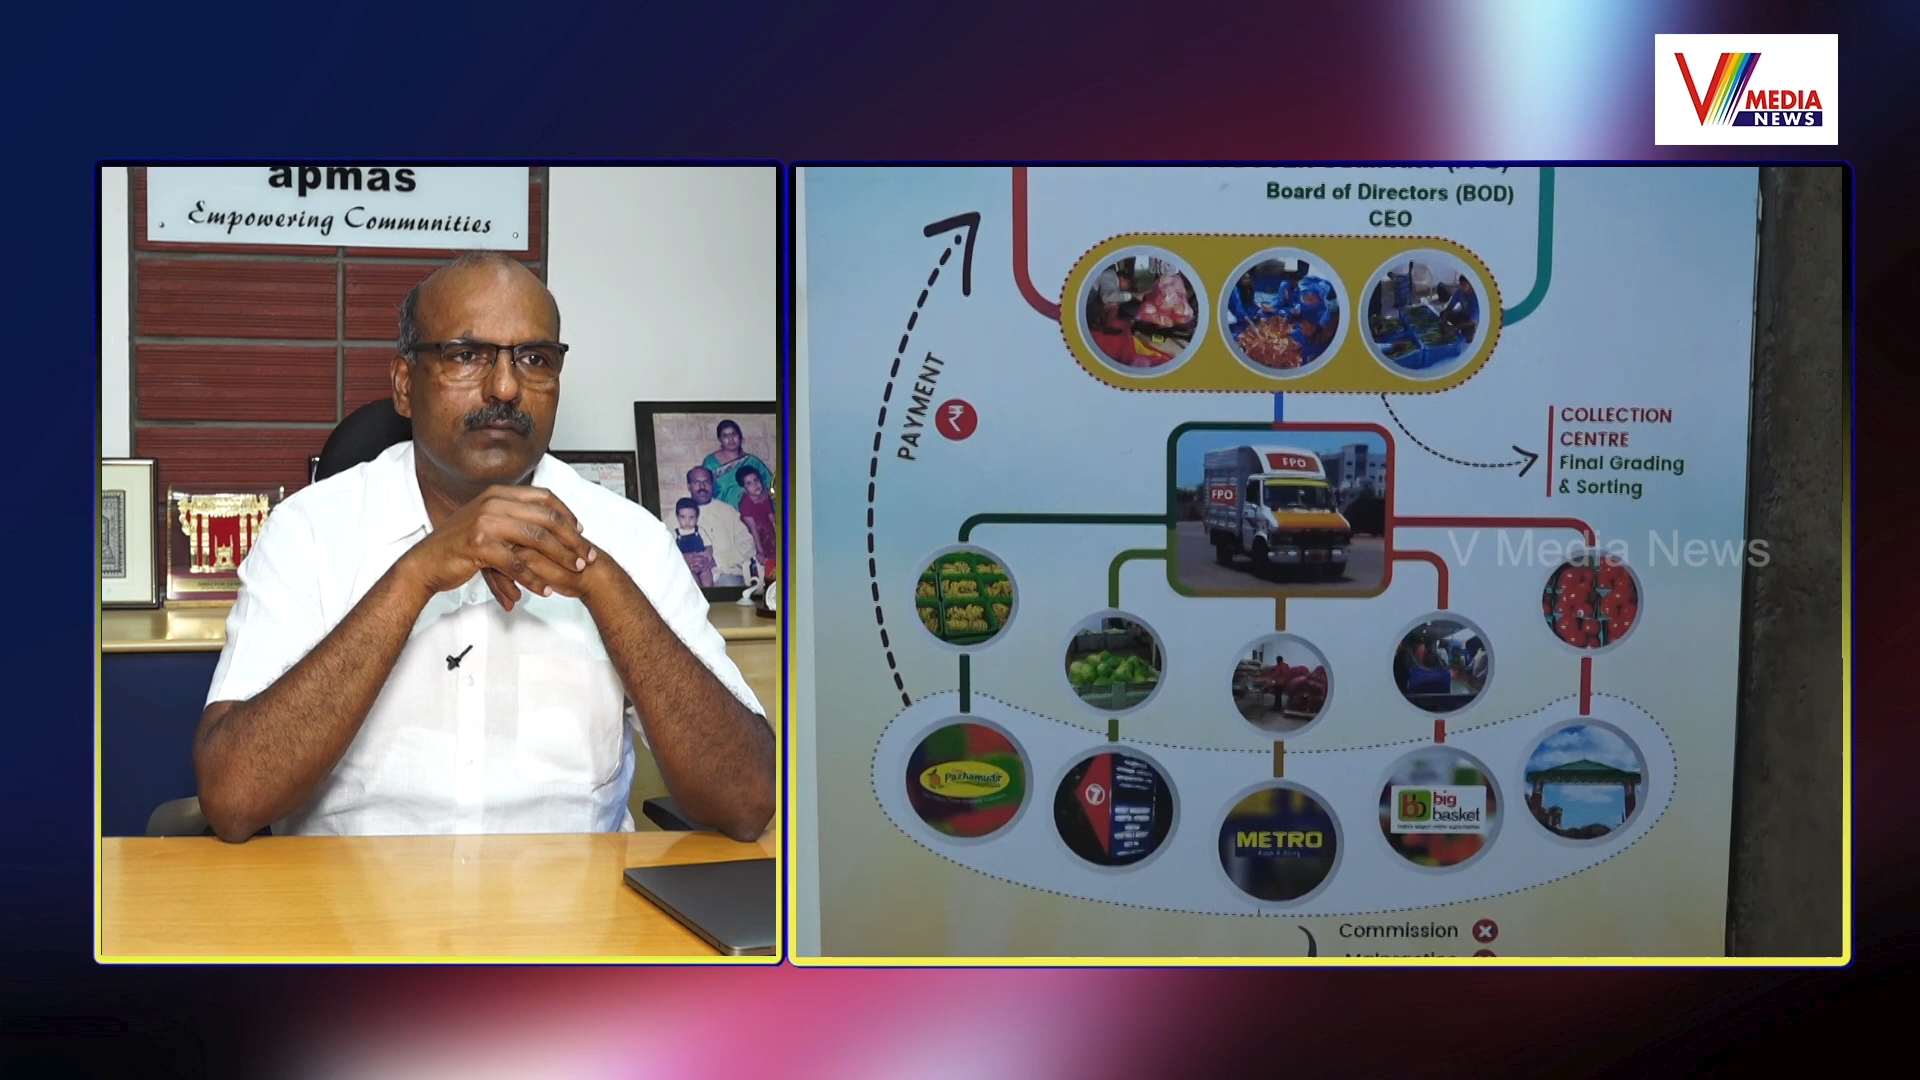 V MEDIA
NEWS
apmas
Empowering Communities
Board of Directors (BOD)
CEO
PAYMENT
₹
COLLECTION
CENTRE
Final Grading
& Sorting
FPO
FPO
V Media News
Pazhamudir
7
METRO
big
basket
Commission